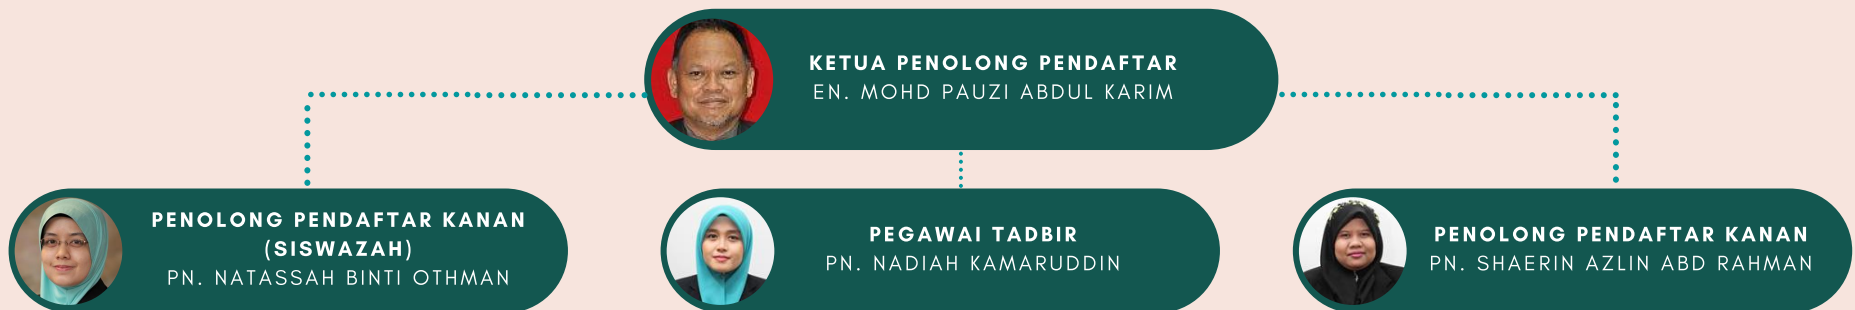 KETUA PENOLONG PENDAFTAR
EN. MOHD PAUZI ABDUL KARIM
PENOLONG PENDAFTAR KANAN
(SISWAZAH)
PN. NATASSAH BINTI OTHMAN
PEGAWAI TADBIR
PN. NADIAH KAMARUDDIN
PENOLONG PENDAFTAR KANAN
PN. SHAERIN AZLIN ABD RAHMAN